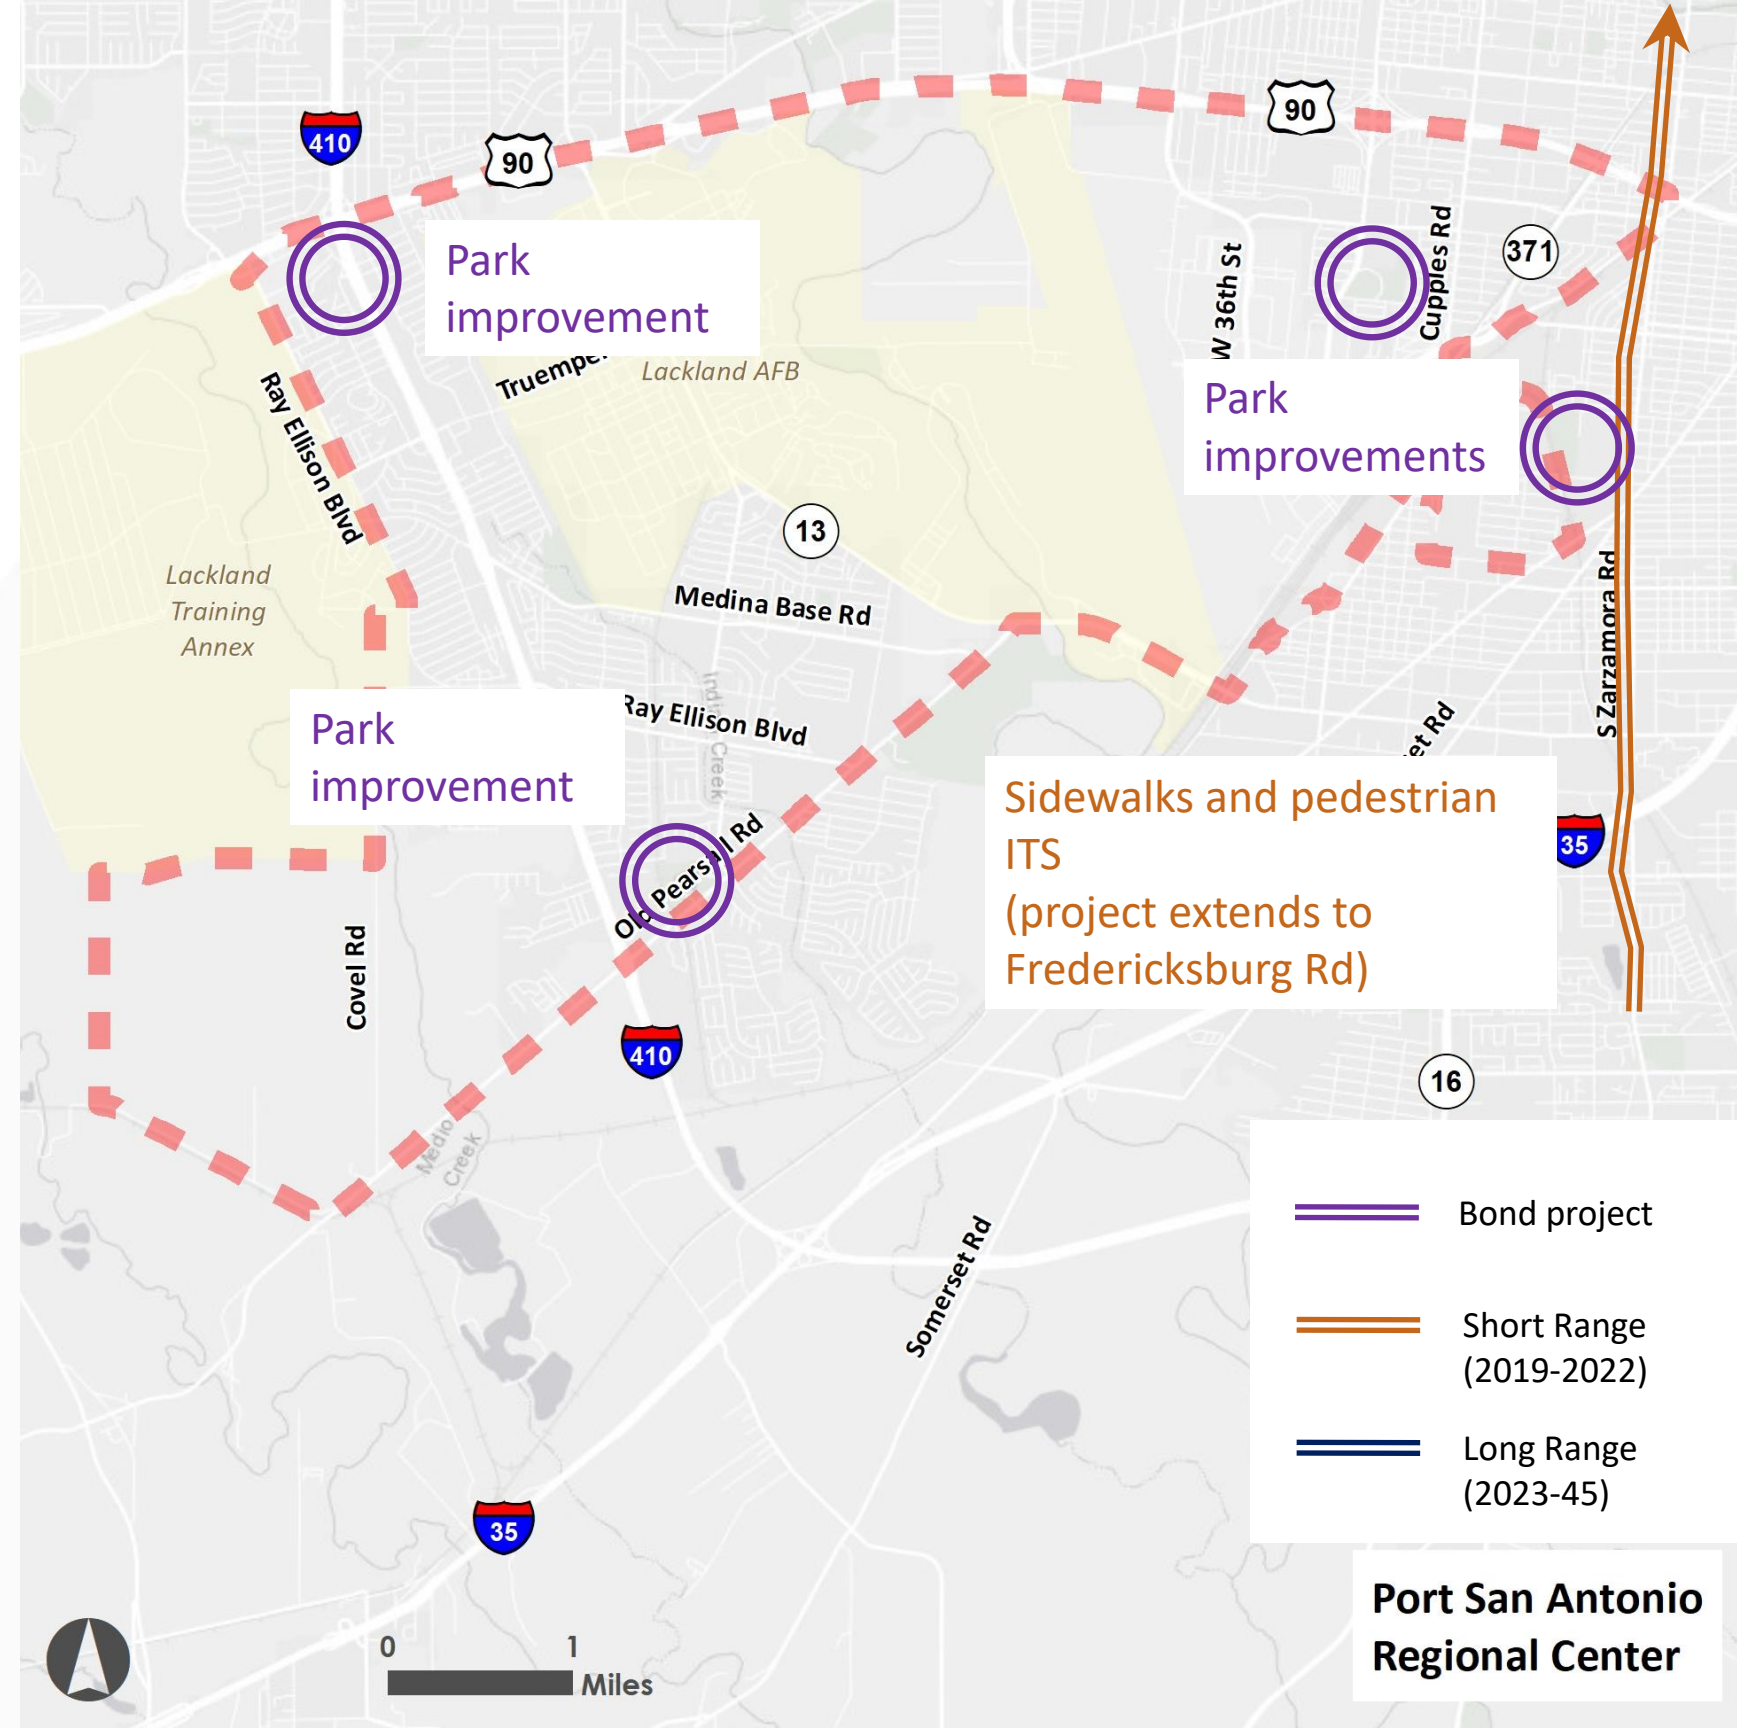 410
90
90
Park
improvement
W 36th St
Cupples Rd
371
Lackland AFB
Park
improvements
Ray Ellison Blvd
13
Lackland
Training
Annex
Medina Base Rd
S Zarzamora Rd
Park
improvement
Ray Ellison Blvd
Indian Creek
Sidewalks and pedestrian
ITS
(project extends to
Fredericksburg Rd)
35
Old Pearsall Rd
Covel Rd
410
16
Medio
Creek
Somerset Rd
Bond project
Short Range
(2019-2022)
Long Range
(2023-45)
35
Port San Antonio
Regional Center
0 1
Miles